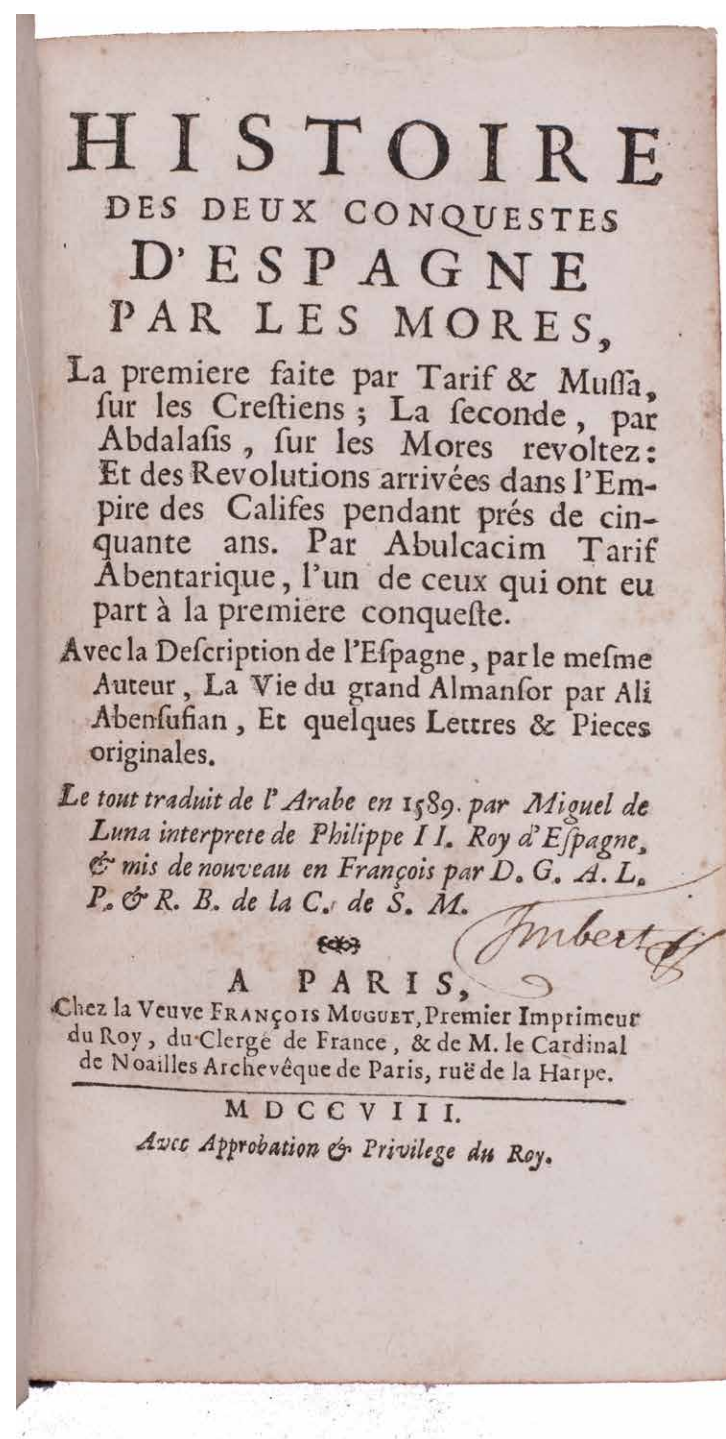 HISTOIRE
DES DEUX CONQUESTES
D'ESPAGNE
PAR LES MORES,
La premiere faite par Tarif & Muſſa,
ſur les Creſtiens ; La ſeconde, par
Abdalaſis, ſur les Mores revoltez:
Et des Revolutions arrivées dans l'Em-
pire des Califes pendant prés de cin-
quante ans. Par Abulcacim Tarif
Abentarique, l'un de ceux qui ont eu
part à la premiere conqueſte.
Avec la Deſcription de l'Eſpagne, par le meſme
Auteur, La Vie du grand Almanſor par Ali
Abenſufian, Et quelques Lettres & Pieces
originales.
Le tout traduit de l'Arabe en 1589. par Miguel de
Luna interprete de Philippe II. Roy d'Eſpagne,
& mis de nouveau en François par D. G. A. L.
P. & R. B. de la C. de S. M.
Imbert
A PARIS,
Chez la Veuve FRANÇOIS MUGUET, Premier Imprimeur
du Roy, du Clergé de France, & de M. le Cardinal
de Noailles Archevêque de Paris, ruë de la Harpe.
MDCCVIII.
Avec Approbation & Privilege du Roy.